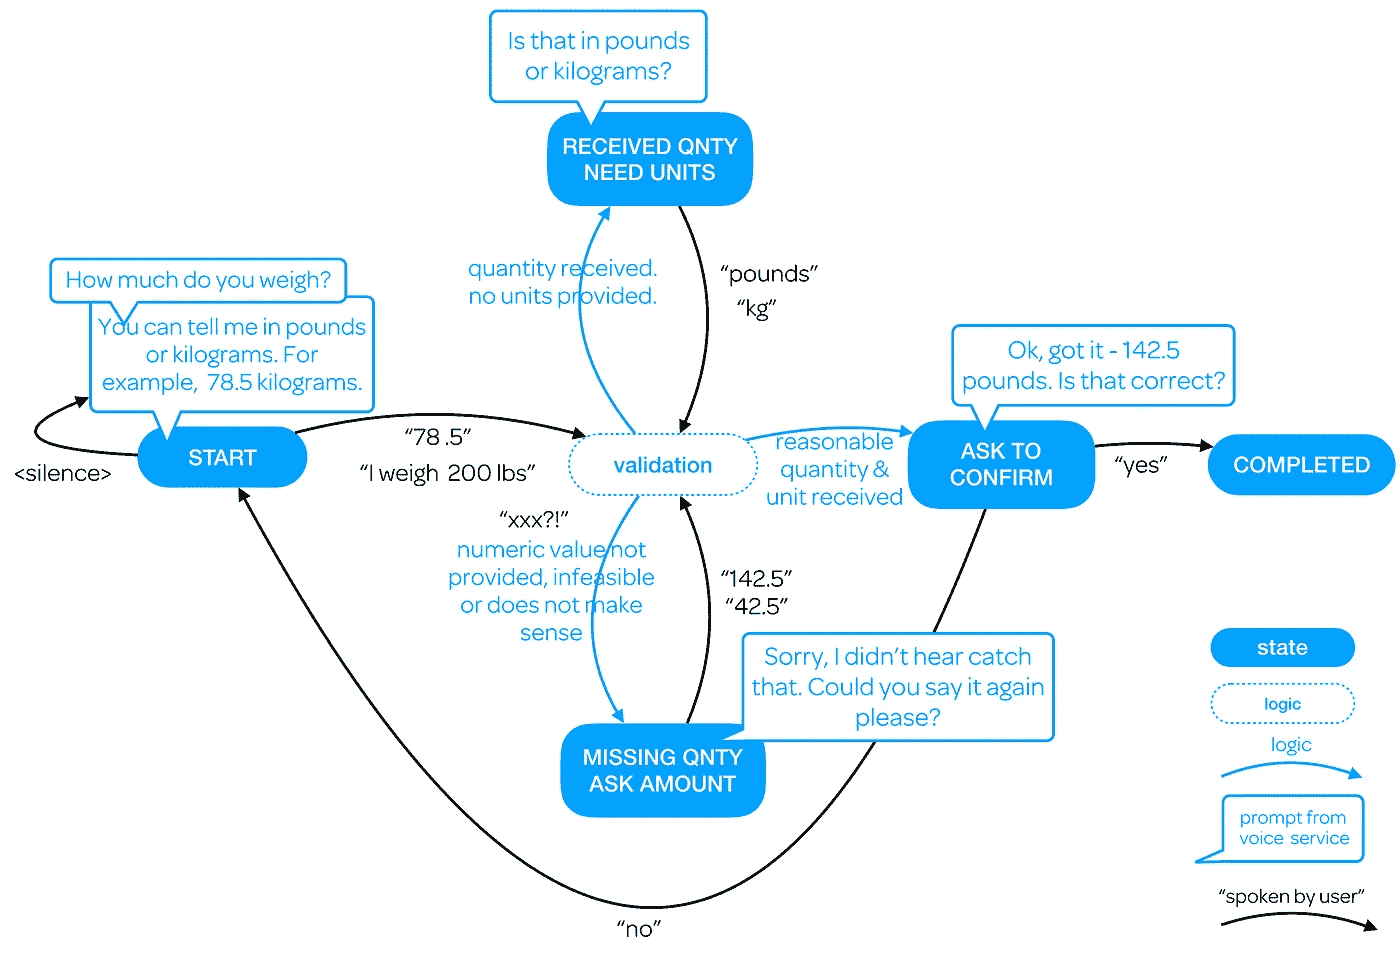 Is that in pounds
or kilograms?
RECEIVED QNTY
NEED UNITS
quantity received.
no units provided.
“pounds”
“kg”
How much do you weigh?
You can tell me in pounds
or kilograms. For
example, 78.5 kilograms.
<silence>
START
“78 .5”
“I weigh 200 lbs”
validation
reasonable
quantity &
unit received
Ok, got it - 142.5
pounds. Is that correct?
ASK TO
CONFIRM
“yes”
COMPLETED
“xxx?!”
numeric value not
provided, infeasible
or does not make
sense
“142.5”
“42.5”
Sorry, I didn’t hear catch
that. Could you say it again
please?
MISSING QNTY
ASK AMOUNT
“no”
state
logic
logic
prompt from
voice service
“spoken by user”